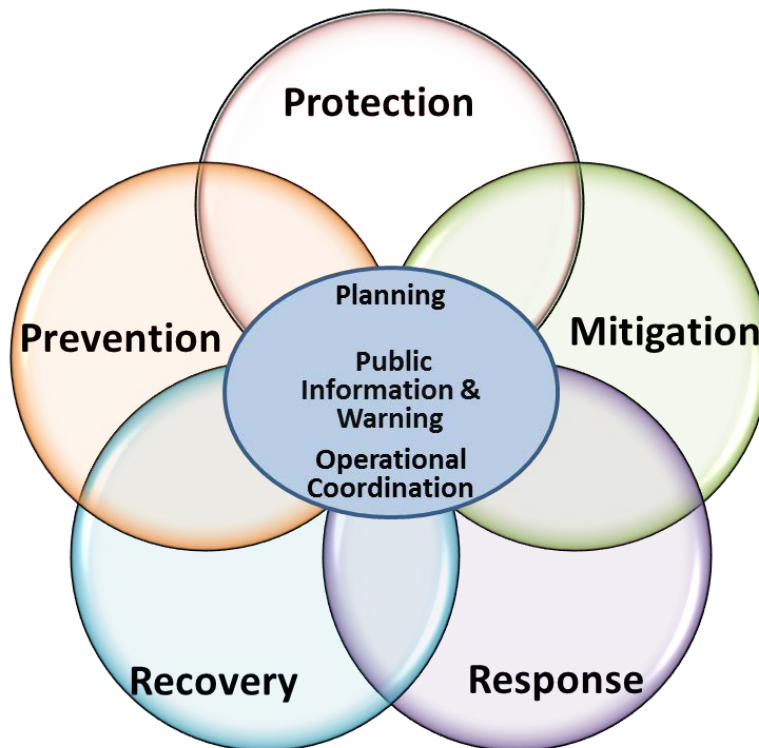 Protection
Prevention
Mitigation
Planning
Public
Information &
Warning
Operational
Coordination
Recovery
Response